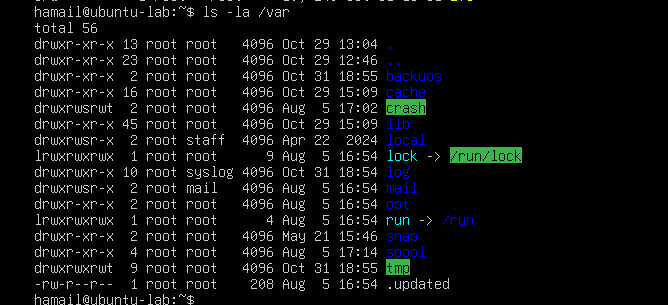 hamail@ubuntu-lab:~$ ls -la /var
total 56
drwxr-xr-x 13 root root   4096 Oct 29 13:04 .
drwxr-xr-x 23 root root   4096 Oct 29 12:46 ..
drwxr-xr-x  2 root root   4096 Oct 31 18:55 backups
drwxr-xr-x 16 root root   4096 Oct 29 15:09 cache
drwxrwsrwt  2 root root   4096 Aug  5 17:02 crash
drwxr-xr-x 45 root root   4096 Oct 29 15:09 lib
drwxrwsr-x  2 root staff  4096 Apr 22  2024 local
lrwxrwxrwx  1 root root      9 Aug  5 16:54 lock -> /run/lock
drwxrwxr-x 10 root syslog 4096 Oct 31 18:54 log
drwxrwsr-x  2 root mail   4096 Aug  5 16:54 mail
drwxr-xr-x  2 root root   4096 Aug  5 16:54 opt
lrwxrwxrwx  1 root root      4 Aug  5 16:54 run -> /run
drwxr-xr-x  2 root root   4096 May 21 15:46 snap
drwxr-xr-x  4 root root   4096 Aug  5 17:14 spool
drwxrwxrwt  9 root root   4096 Oct 31 18:55 tmp
-rw-r--r--  1 root root    208 Aug  5 16:54 .updated
hamail@ubuntu-lab:~$